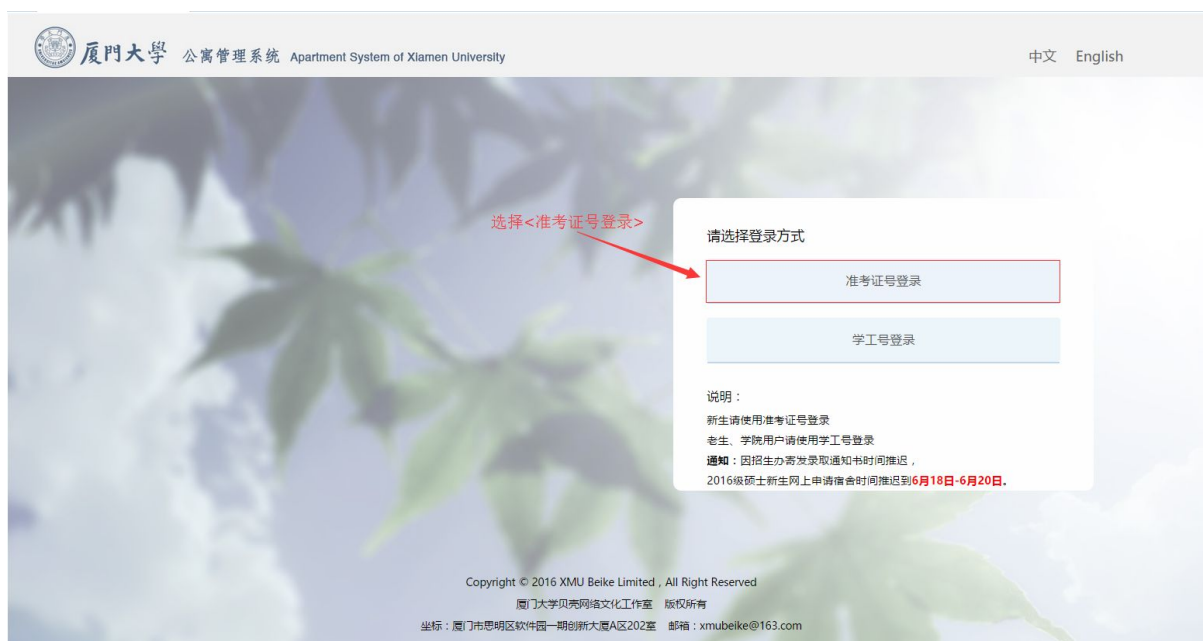 厦門大學 公寓管理系统 Apartment System of Xiamen University
中文 English
选择<准考证号登录>
请选择登录方式
准考证号登录
学工号登录
说明：
新生请使用准考证号登录
老生、学院用户请使用学工号登录
通知：因招生办寄发录取通知书时间推迟，
2016级硕士新生网上申请宿舍时间推迟到6月18日-6月20日。
Copyright © 2016 XMU Beike Limited , All Right Reserved
厦门大学贝壳网络文化工作室 版权所有
坐标：厦门市思明区软件园一期创新大厦A区202室 邮箱：xmubeike@163.com